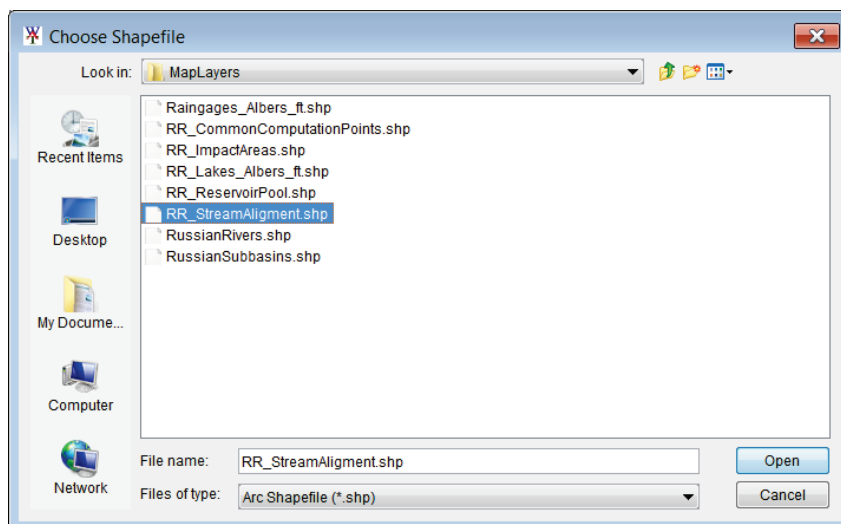 Choose Shapefile
Look in: MapLayers
Recent Items
Desktop
My Docume...
Computer
Network
Raingages_Albers_ft.shp
RR_CommonComputationPoints.shp
RR_ImpactAreas.shp
RR_Lakes_Albers_ft.shp
RR_ReservoirPool.shp
RR_StreamAligment.shp
RussianRivers.shp
RussianSubbasins.shp
File name: RR_StreamAligment.shp Open
Files of type: Arc Shapefile (*.shp) Cancel